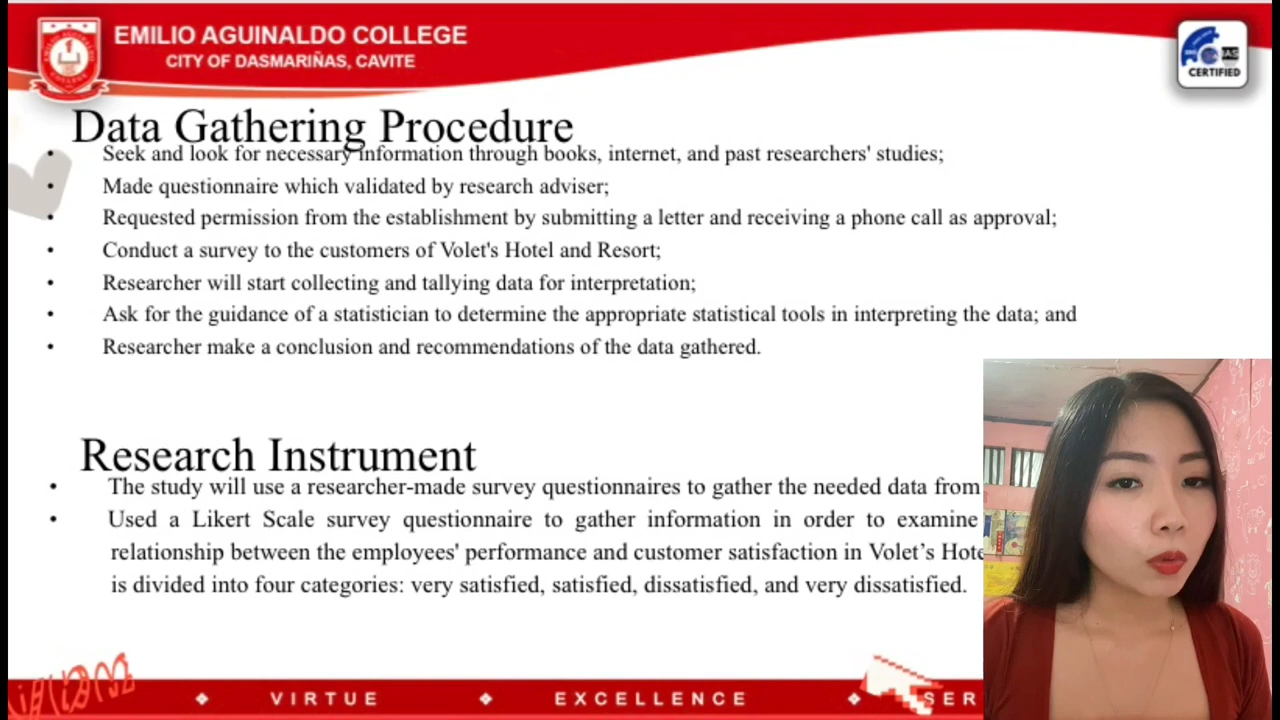 EMILIO AGUINALDO COLLEGE
CITY OF DASMARIÑAS, CAVITE
CERTIFIED
Data Gathering Procedure
• Seek and look for necessary information through books, internet, and past researchers' studies;
• Made questionnaire which validated by research adviser;
• Requested permission from the establishment by submitting a letter and receiving a phone call as approval;
• Conduct a survey to the customers of Volet's Hotel and Resort;
• Researcher will start collecting and tallying data for interpretation;
• Ask for the guidance of a statistician to determine the appropriate statistical tools in interpreting the data; and
• Researcher make a conclusion and recommendations of the data gathered.
Research Instrument
• The study will use a researcher-made survey questionnaires to gather the needed data from
• Used a Likert Scale survey questionnaire to gather information in order to examine
relationship between the employees' performance and customer satisfaction in Volet’s Hote
is divided into four categories: very satisfied, satisfied, dissatisfied, and very dissatisfied.
❖ VIRTUE ❖ EXCELLENCE ❖ SER